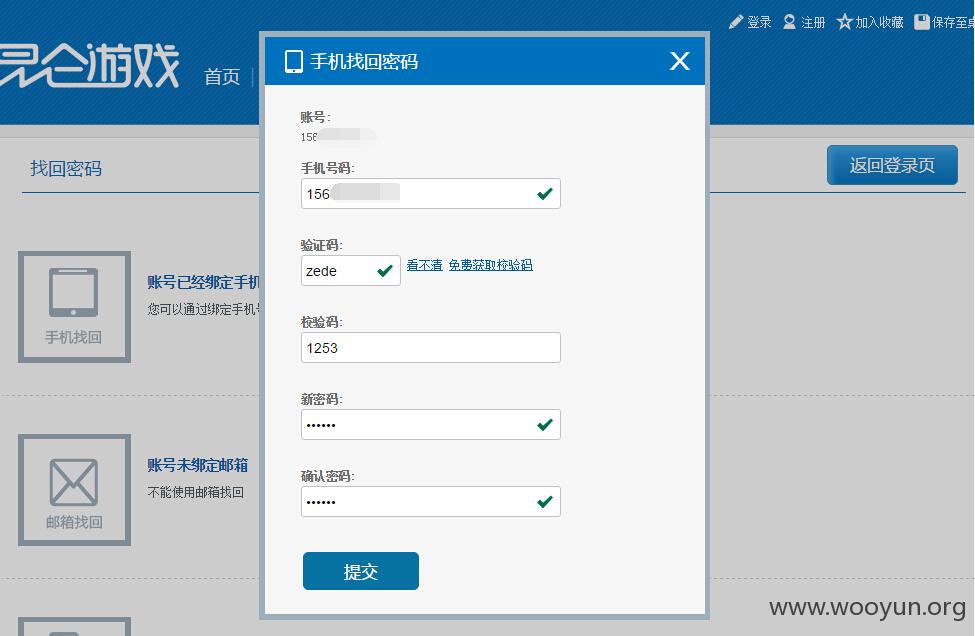 登录 注册 加入收藏 保存至桌
易仑游戏 首页
手机找回密码 X
找回密码
返回登录页
账号:
156
手机号码:
156
验证码:
zede 看不清 免费获取校验码
校验码:
1253
新密码:
••••••
确认密码:
••••••
提交
手机找回
账号已经绑定手机
您可以通过绑定手机
邮箱找回
账号未绑定邮箱
不能使用邮箱找回
www.wooyun.org